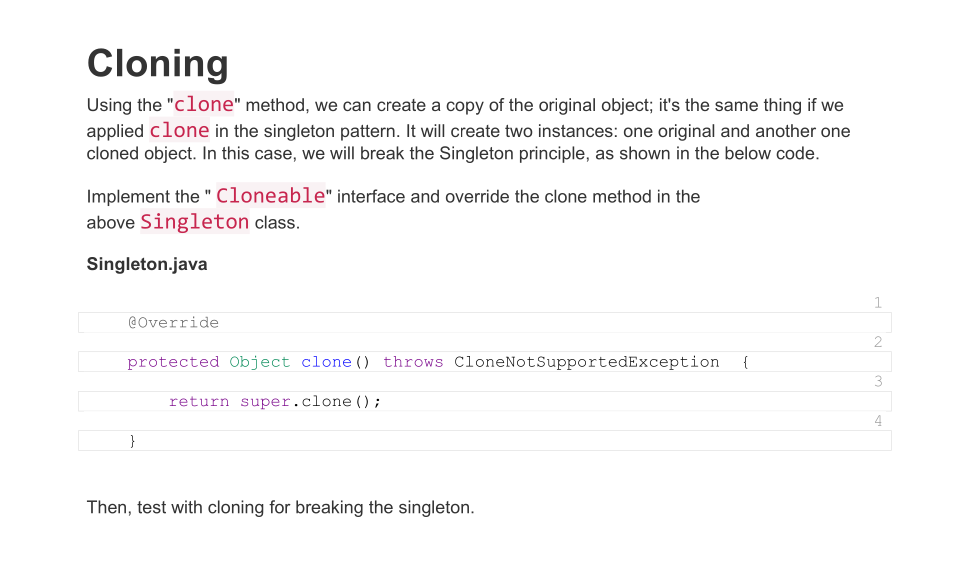 Cloning
Using the "clone" method, we can create a copy of the original object; it's the same thing if we
applied clone in the singleton pattern. It will create two instances: one original and another one
cloned object. In this case, we will break the Singleton principle, as shown in the below code.
Implement the " Cloneable" interface and override the clone method in the
above Singleton class.
Singleton.java
1
@Override
2
protected Object clone() throws CloneNotSupportedException  {
3
return super.clone();
4
}
Then, test with cloning for breaking the singleton.